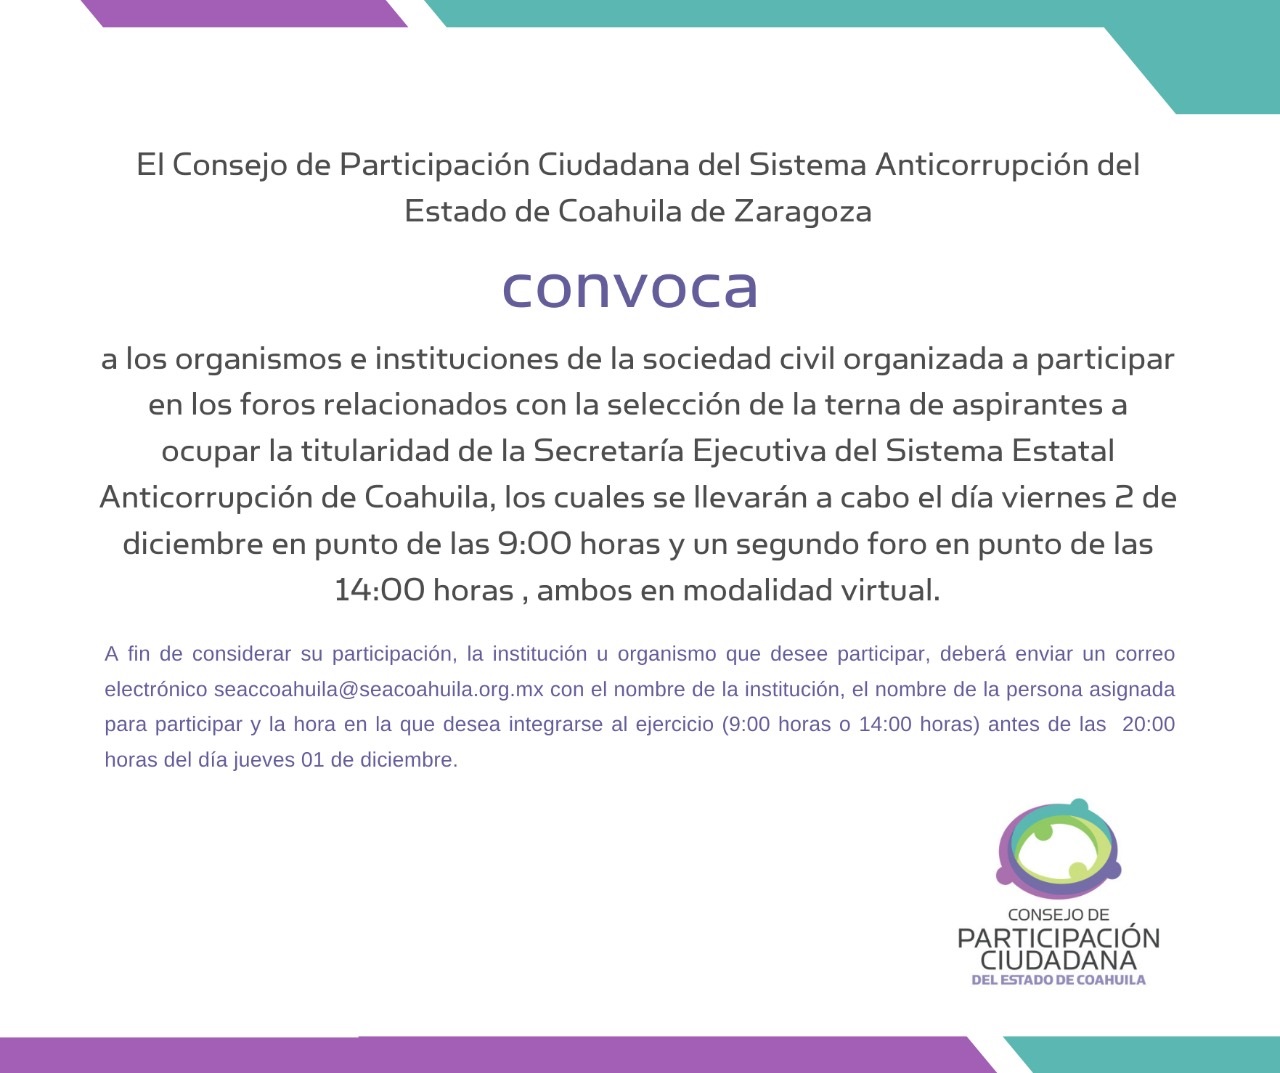 El Consejo de Participación Ciudadana del Sistema Anticorrupción del
Estado de Coahuila de Zaragoza
convoca
a los organismos e instituciones de la sociedad civil organizada a participar
en los foros relacionados con la selección de la terna de aspirantes a
ocupar la titularidad de la Secretaría Ejecutiva del Sistema Estatal
Anticorrupción de Coahuila, los cuales se llevarán a cabo el día viernes 2 de
diciembre en punto de las 9:00 horas y un segundo foro en punto de las
14:00 horas , ambos en modalidad virtual.
A fin de considerar su participación, la institución u organismo que desee participar, deberá enviar un correo
electrónico seaccoahuila@seacoahuila.org.mx con el nombre de la institución, el nombre de la persona asignada
para participar y la hora en la que desea integrarse al ejercicio (9:00 horas o 14:00 horas) antes de las  20:00
horas del día jueves 01 de diciembre.
CONSEJO DE
PARTICIPACIÓN
CIUDADANA
DEL ESTADO DE COAHUILA